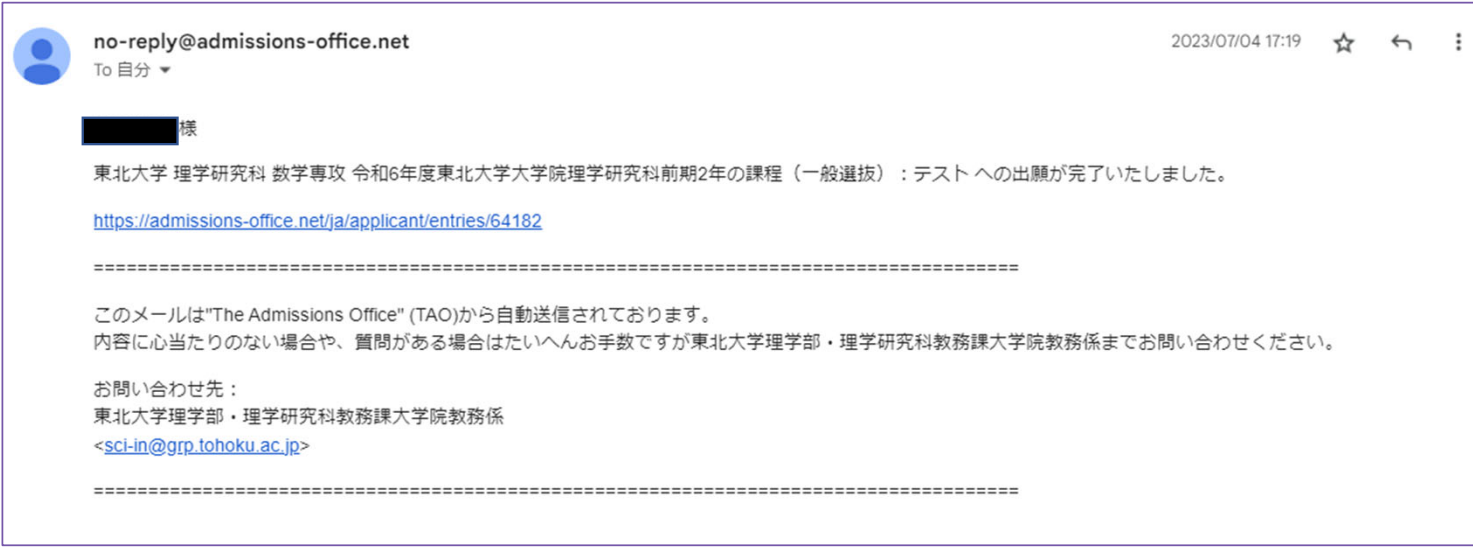 no-reply@admissions-office.net
2023/07/04 17:19
To 自分
様
東北大学 理学研究科 数学専攻 令和6年度東北大学大学院理学研究科前期2年の課程（一般選抜）：テスト への出願が完了いたしました。
https://admissions-office.net/ja/applicant/entries/64182
=====================================================================================
このメールは"The Admissions Office" (TAO)から自動送信されております。
内容に心当たりのない場合や、質問がある場合はたいへんお手数ですが東北大学理学部・理学研究科教務課大学院教務係までお問い合わせください。
お問い合わせ先：
東北大学理学部・理学研究科教務課大学院教務係
<sci-in@grp.tohoku.ac.jp>
=====================================================================================